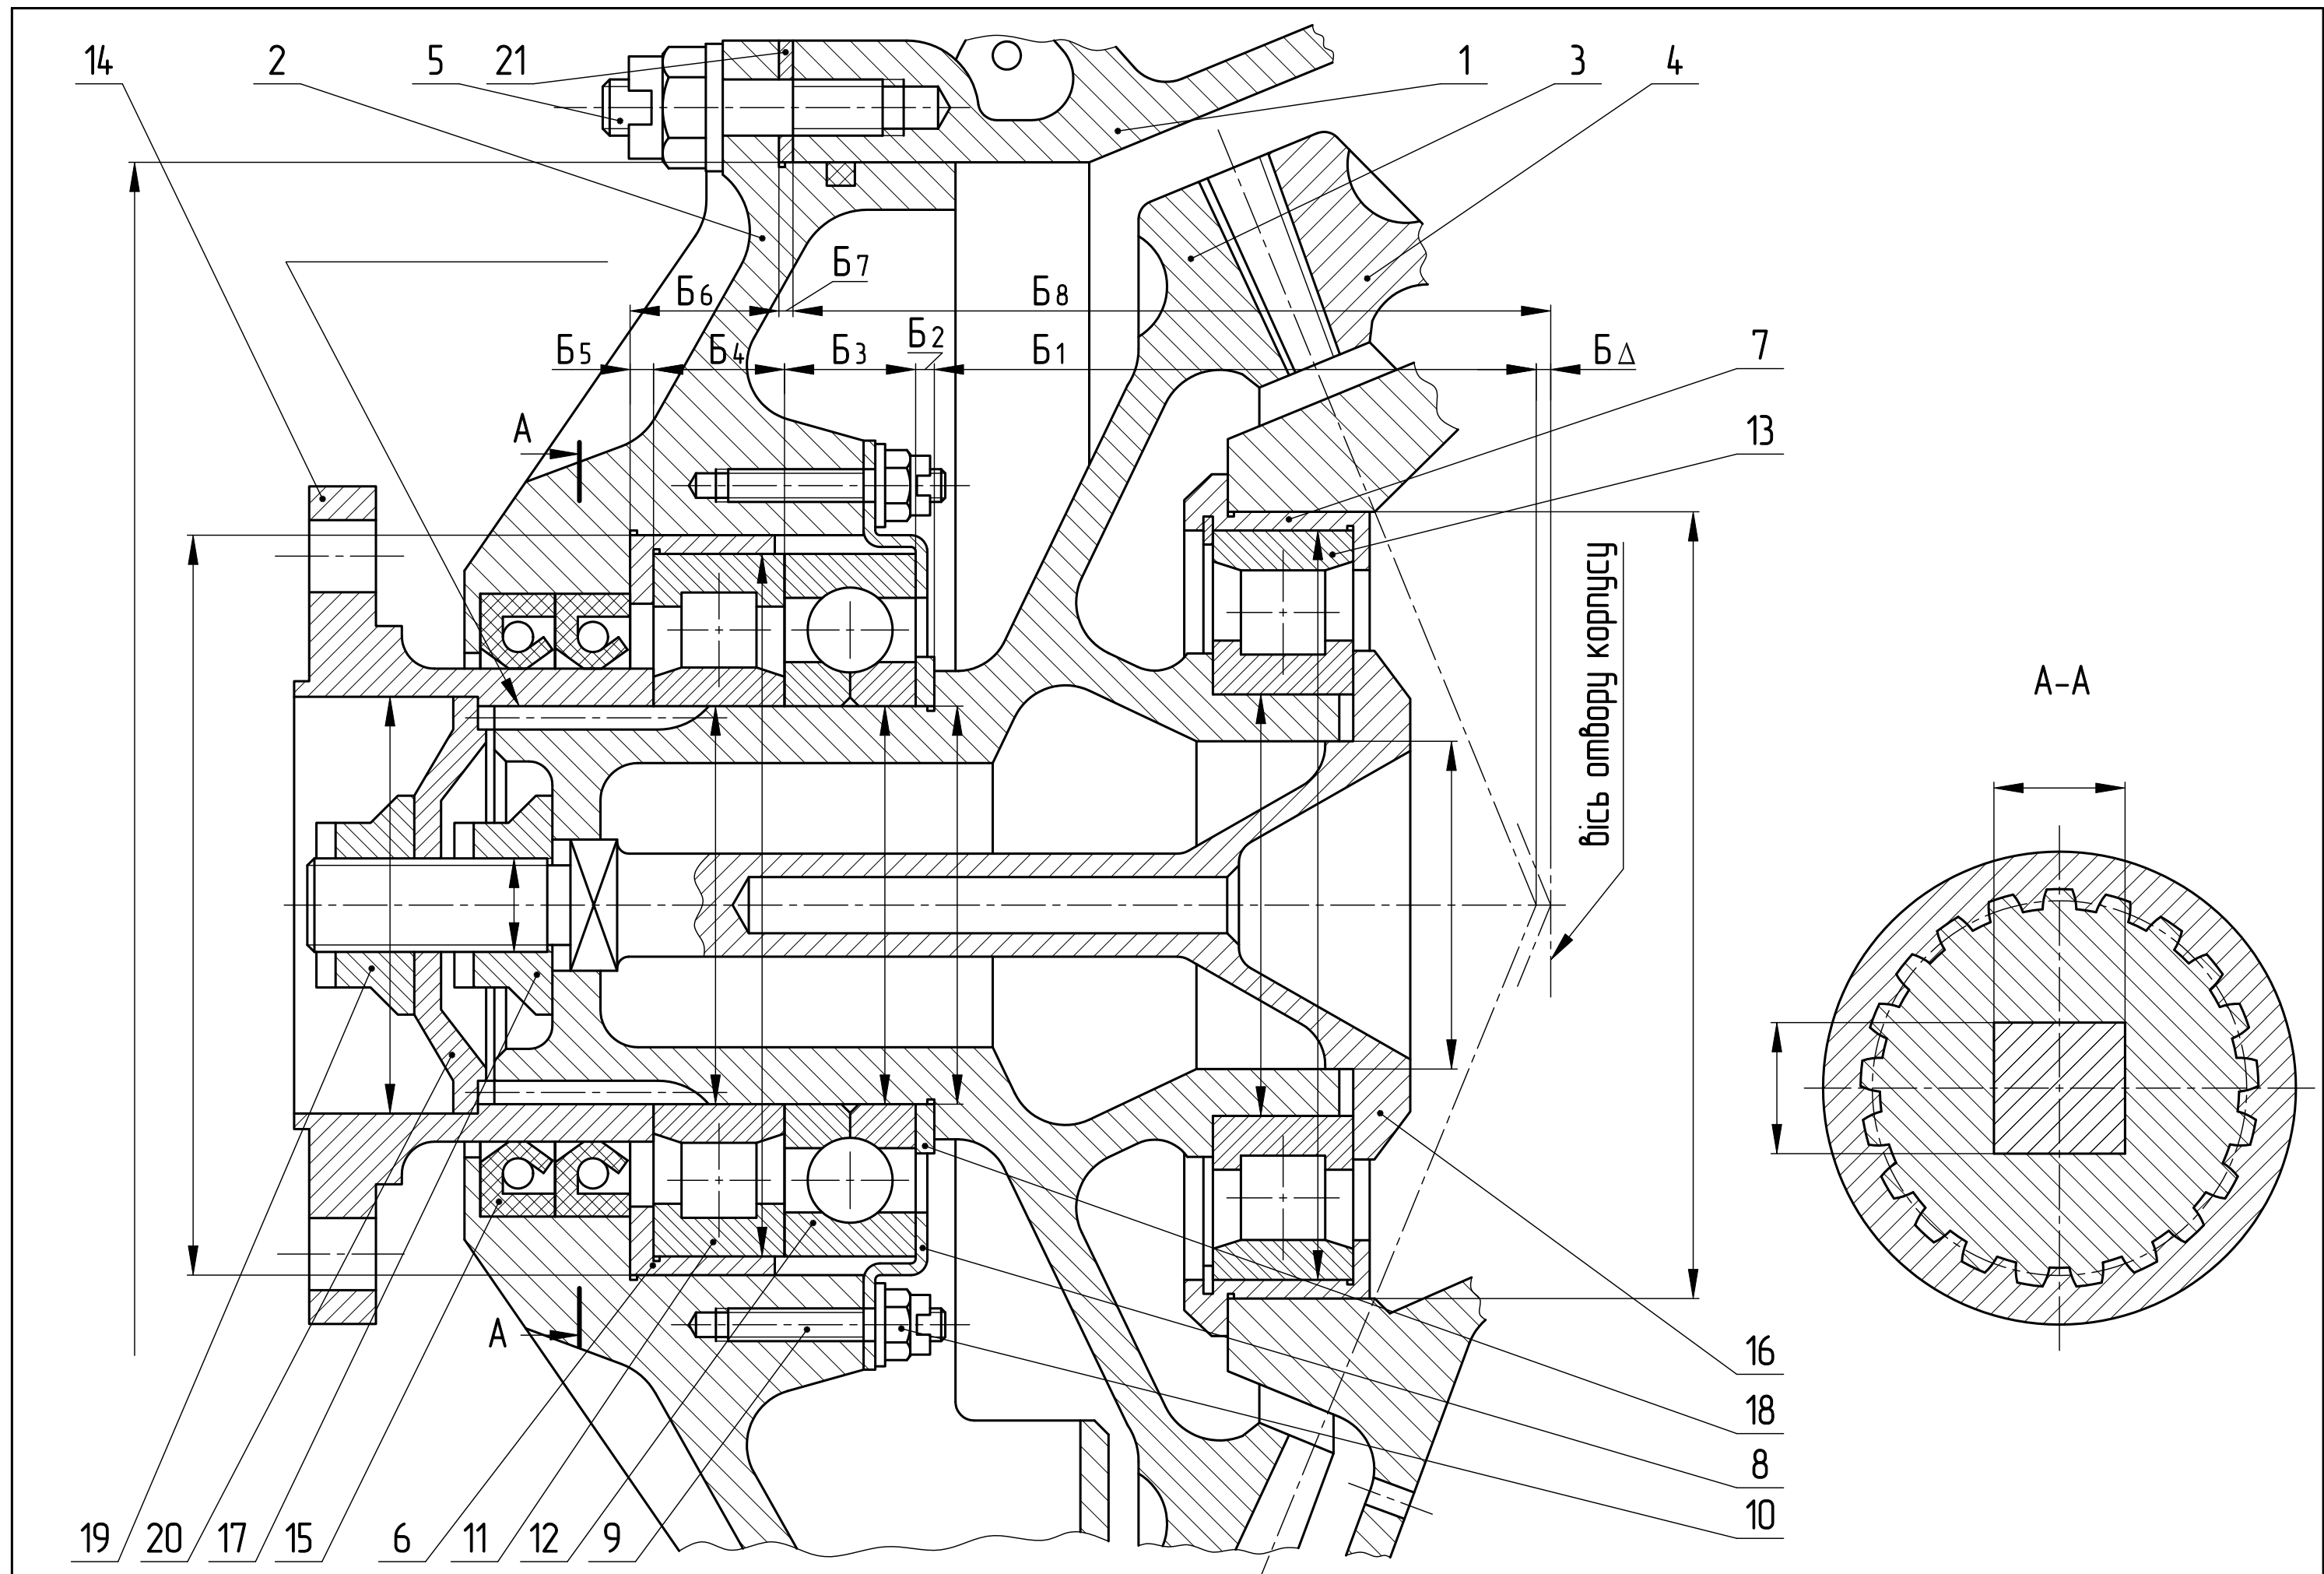 14 2 5 21 1 3 4
Б7
Б6 Б8
Б2
Б5 Б4 Б3 Б1 БΔ 7
А 13
вісь отвору корпусу
А-А
А 16
18
8
19 20 17 15 6 11 12 9 10